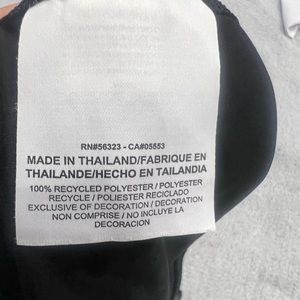 RN#56323 - CA#05553
MADE IN THAILAND/FABRIQUE EN
THAILANDE/HECHO EN TAILANDIA
100% RECYCLED POLYESTER / POLYESTER
RECYCLE / POLIESTER RECICLADO
EXCLUSIVE OF DECORATION / DECORATION
NON COMPRISE / NO INCLUYE LA
DECORACION